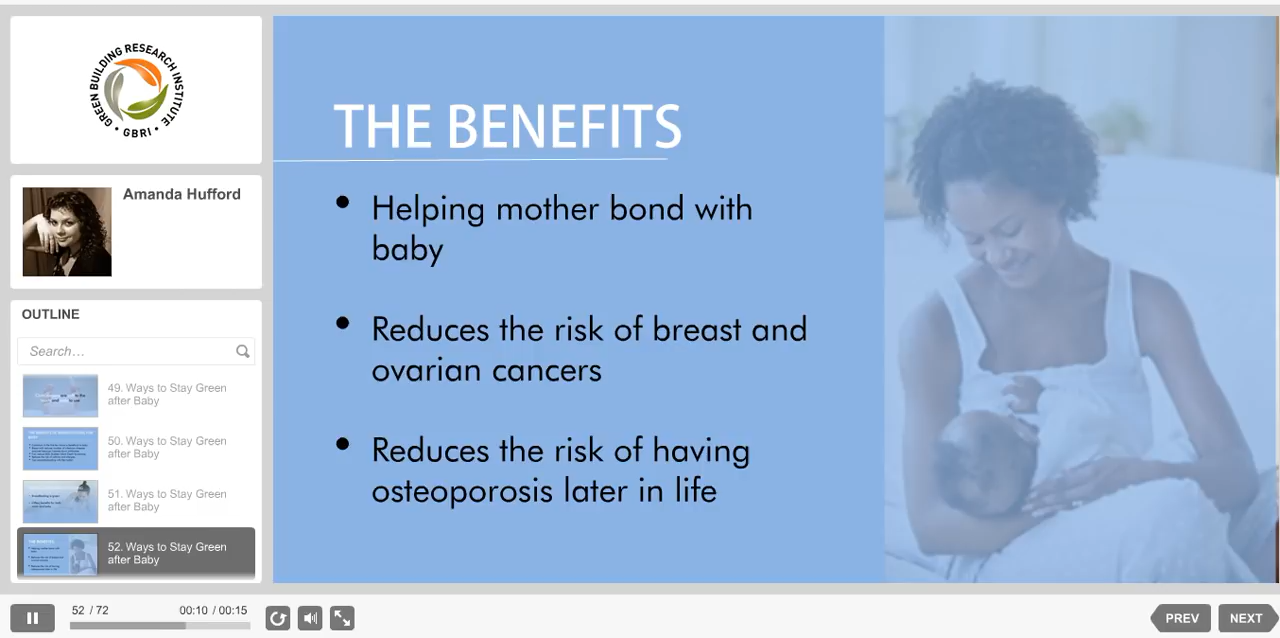 GREEN BUILDING RESEARCH INSTITUTE
• GBRI •
Amanda Hufford
OUTLINE
Search...
49. Ways to Stay Green
after Baby
50. Ways to Stay Green
after Baby
51. Ways to Stay Green
after Baby
52. Ways to Stay Green
after Baby
THE BENEFITS
• Helping mother bond with
baby
• Reduces the risk of breast and
ovarian cancers
• Reduces the risk of having
osteoporosis later in life
52 / 72
00:10 / 00:15
PREV
NEXT